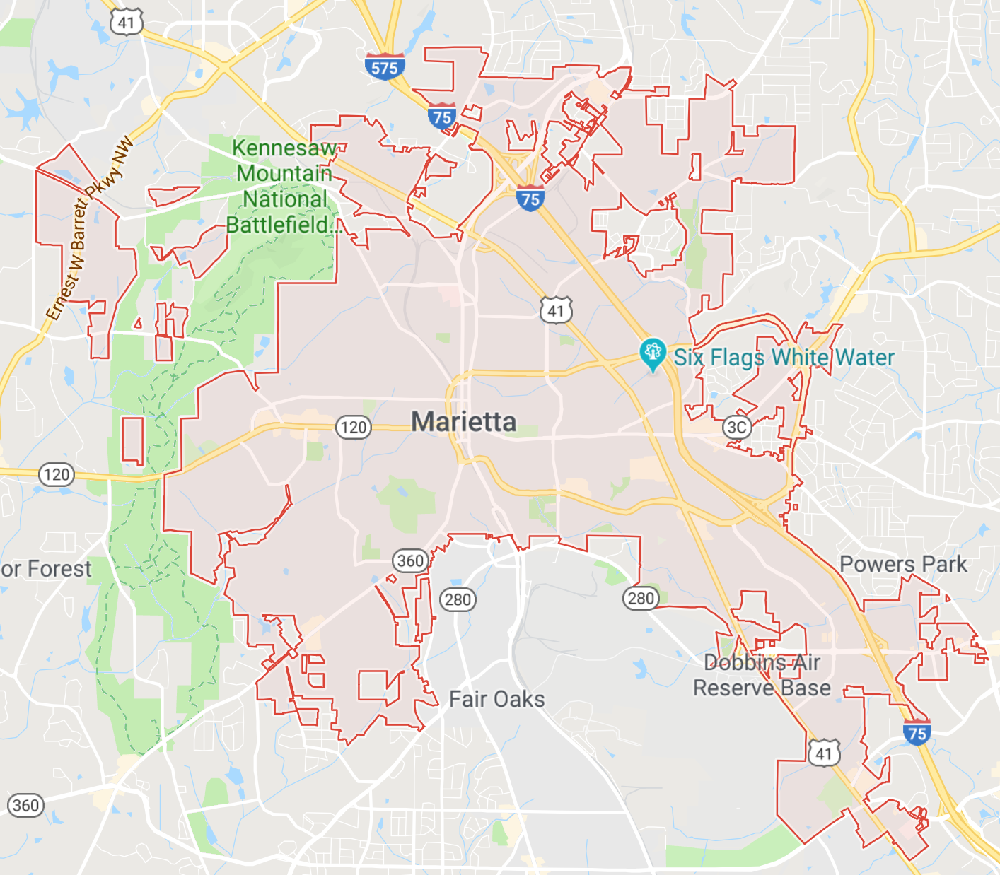 41
575
75
Kennesaw
Mountain
National
Battlefield...
Ernest W Barrett Pkwy NW
75
41
Six Flags White Water
Marietta
120
3C
120
or Forest
360
280
280
Powers Park
Dobbins Air
Reserve Base
Fair Oaks
75
41
360